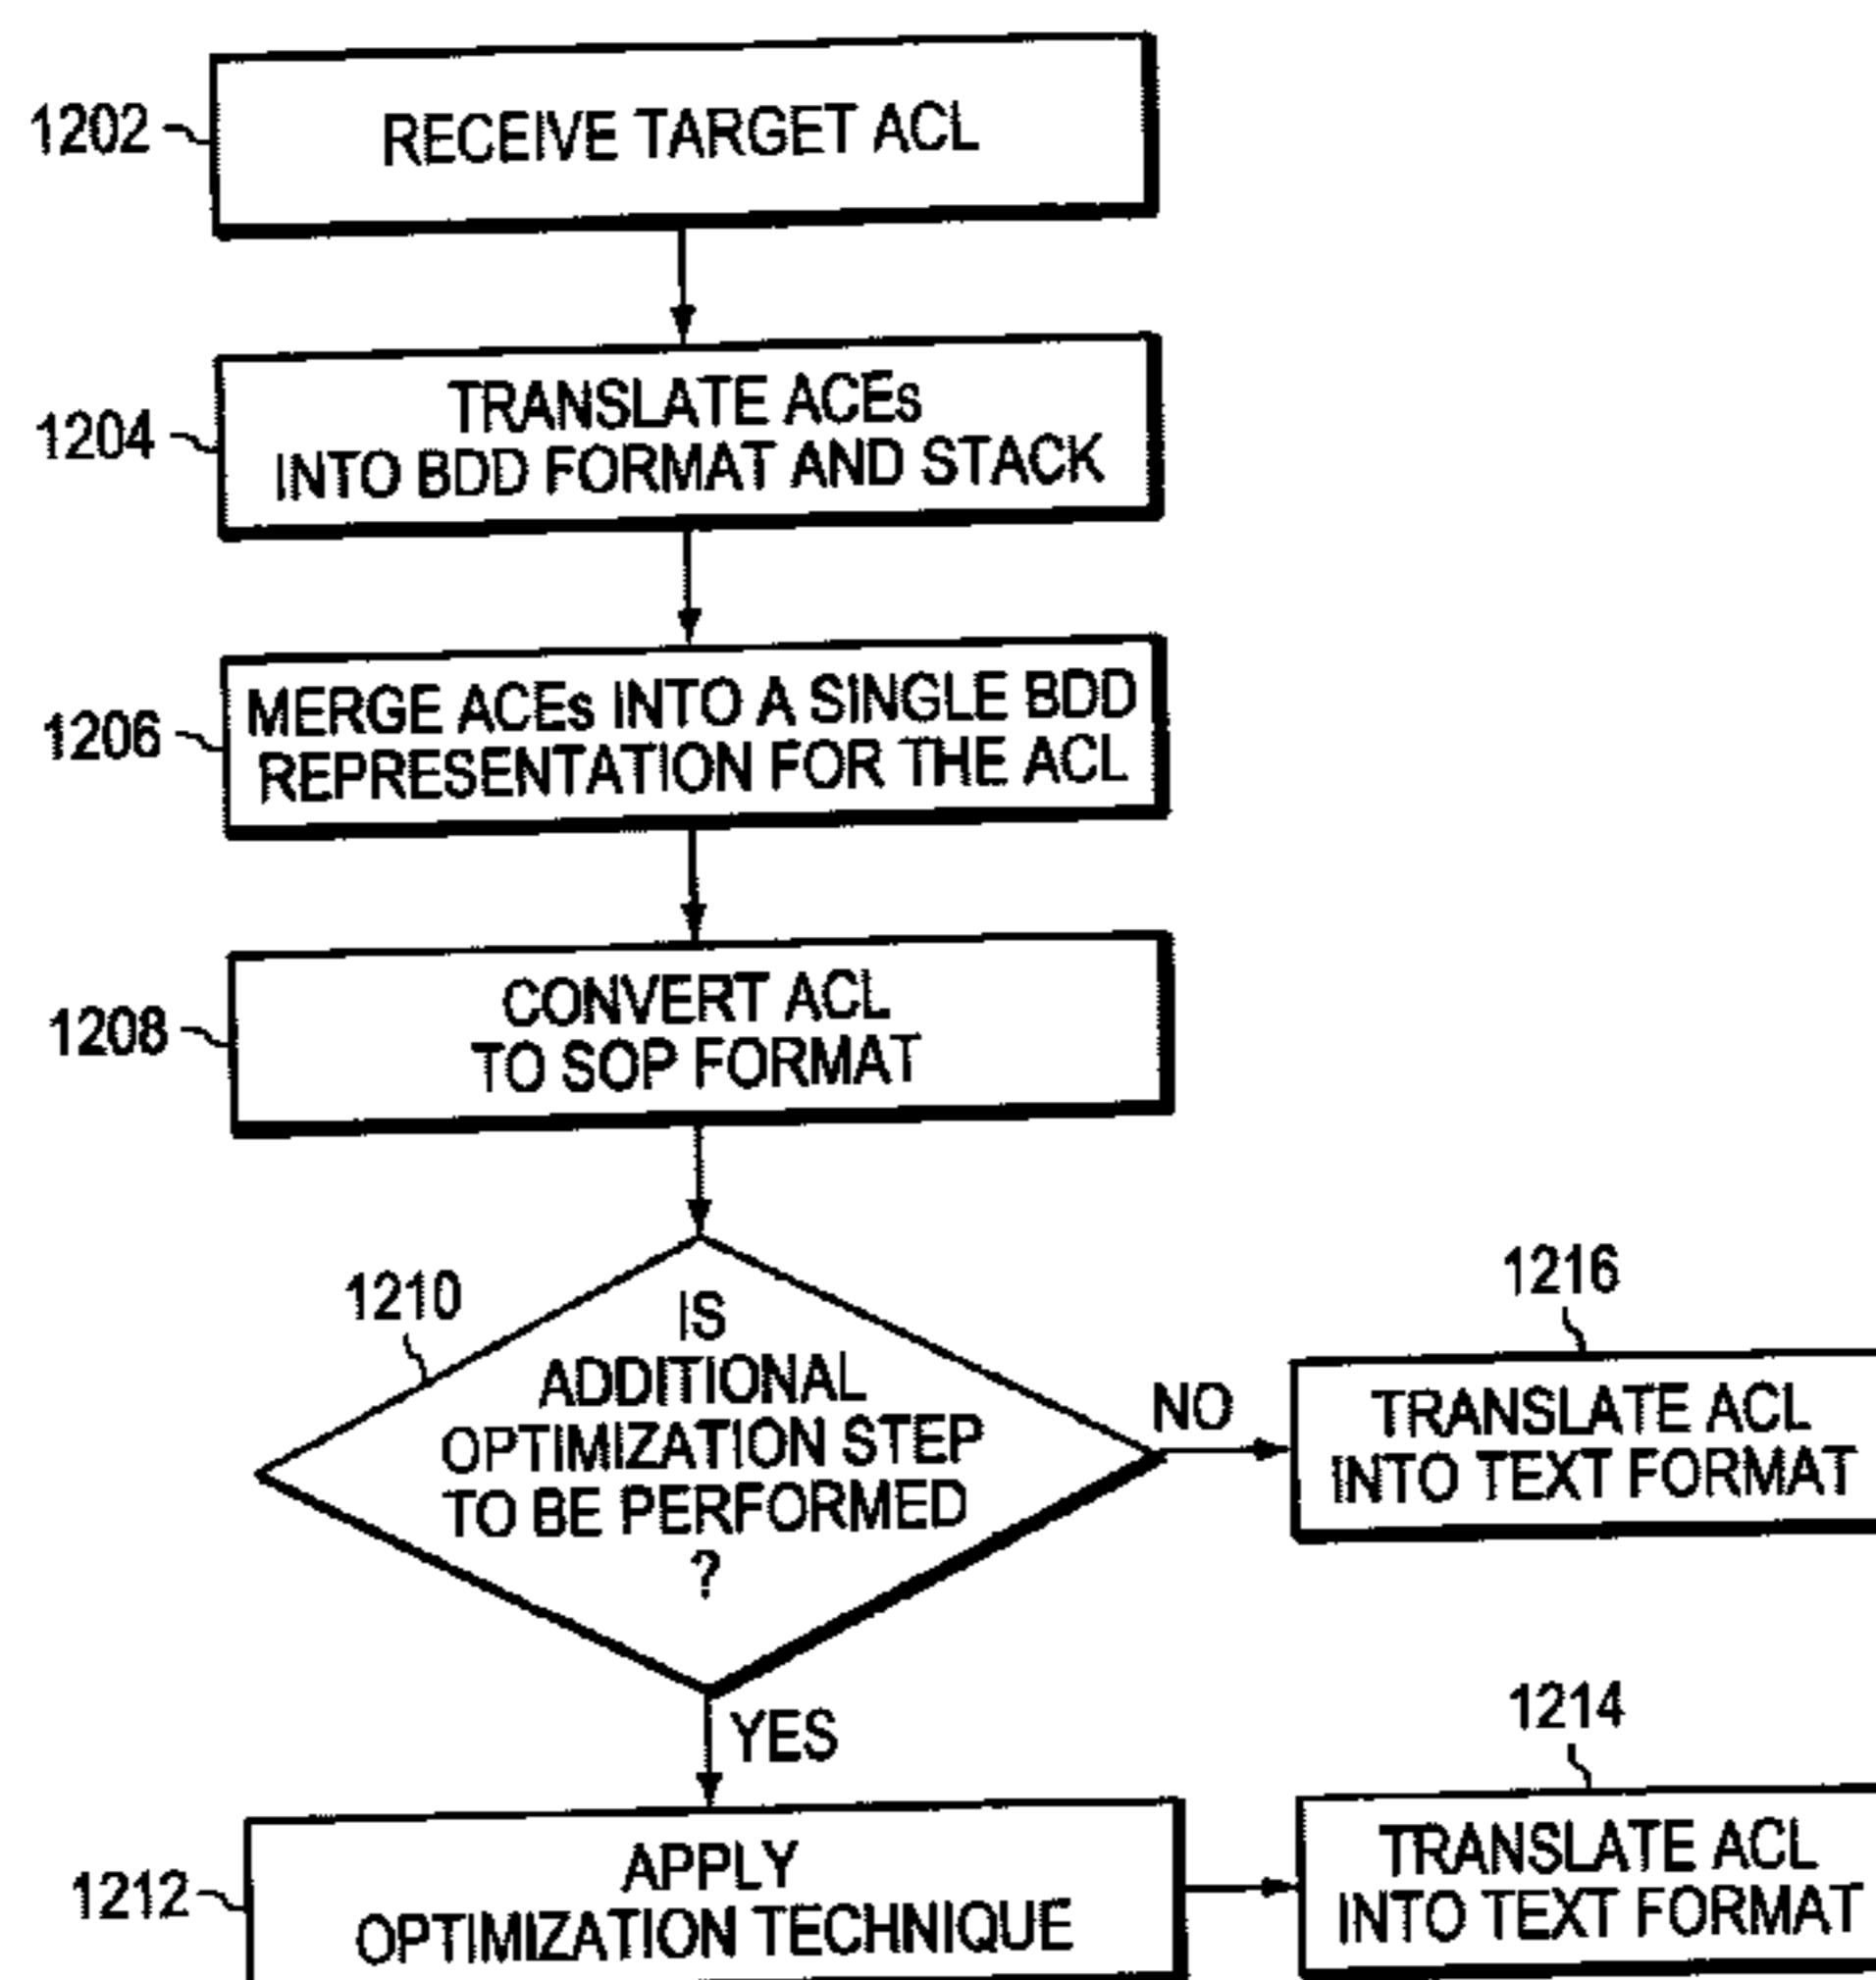 1202
RECEIVE TARGET ACL
1204
TRANSLATE ACEs
INTO BDD FORMAT AND STACK
1206
MERGE ACEs INTO A SINGLE BDD
REPRESENTATION FOR THE ACL
1208
CONVERT ACL
TO SOP FORMAT
1210
IS
ADDITIONAL
OPTIMIZATION STEP
TO BE PERFORMED
?
NO
1216
TRANSLATE ACL
INTO TEXT FORMAT
YES
1212
APPLY
OPTIMIZATION TECHNIQUE
1214
TRANSLATE ACL
INTO TEXT FORMAT